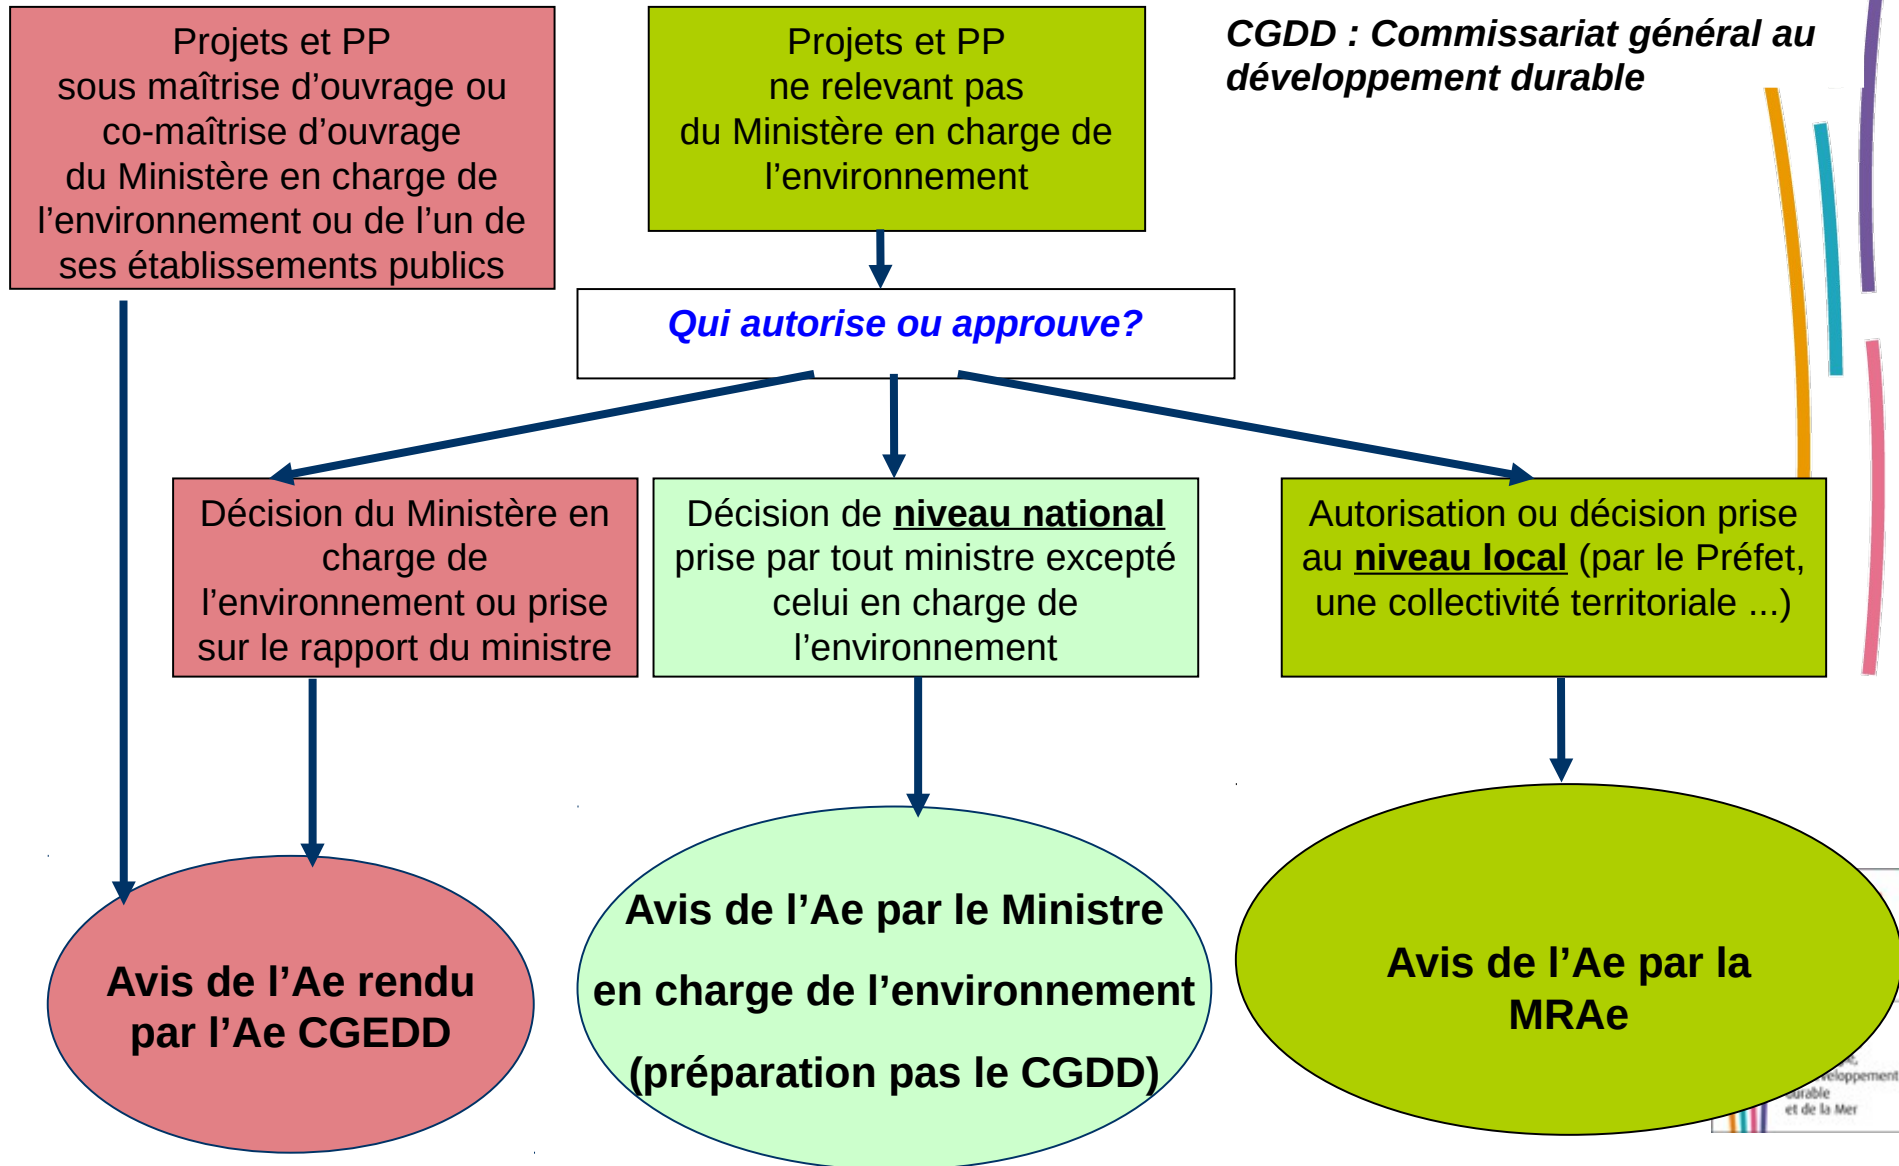 Projets et PP
sous maîtrise d'ouvrage ou
co-maîtrise d'ouvrage
du Ministère en charge de
l'environnement ou de l'un de
ses établissements publics
Projets et PP
ne relevant pas
du Ministère en charge de
l'environnement
CGDD : Commissariat général au
développement durable
Qui autorise ou approuve?
Décision du Ministère en
charge de
l'environnement ou prise
sur le rapport du ministre
Décision de niveau national
prise par tout ministre excepté
celui en charge de
l'environnement
Autorisation ou décision prise
au niveau local (par le Préfet,
une collectivité territoriale ...)
Avis de l'Ae rendu
par l'Ae CGEDD
Avis de l'Ae par le Ministre
en charge de l'environnement
(préparation pas le CGDD)
Avis de l'Ae par la
MRAe
durable
et de la Mer